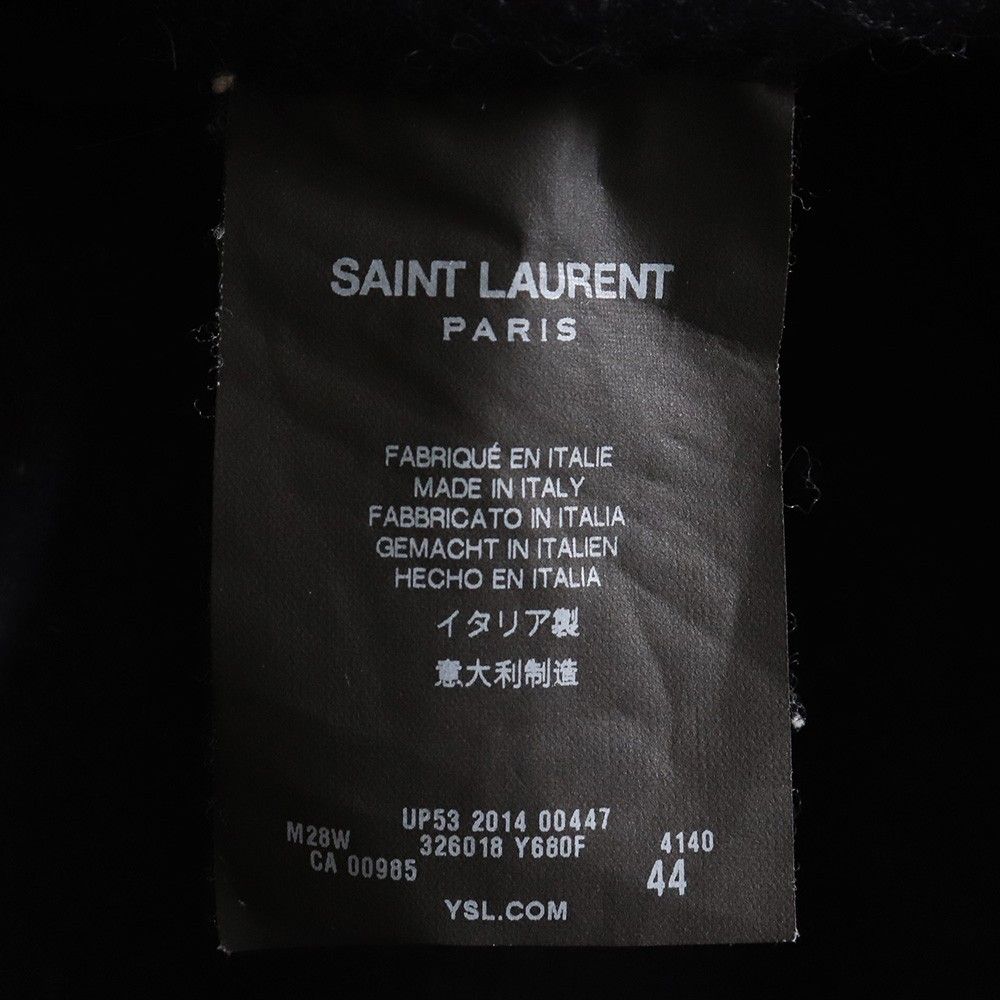 SAINT LAURENT
PARIS
FABRIQUÉ EN ITALIE
MADE IN ITALY
FABBRICATO IN ITALIA
GEMACHT IN ITALIEN
HECHO EN ITALIA
イタリア製
意大利制造
UP53 2014 00447
M28W 326018 Y680F 4140
CA 00985 44
YSL.COM